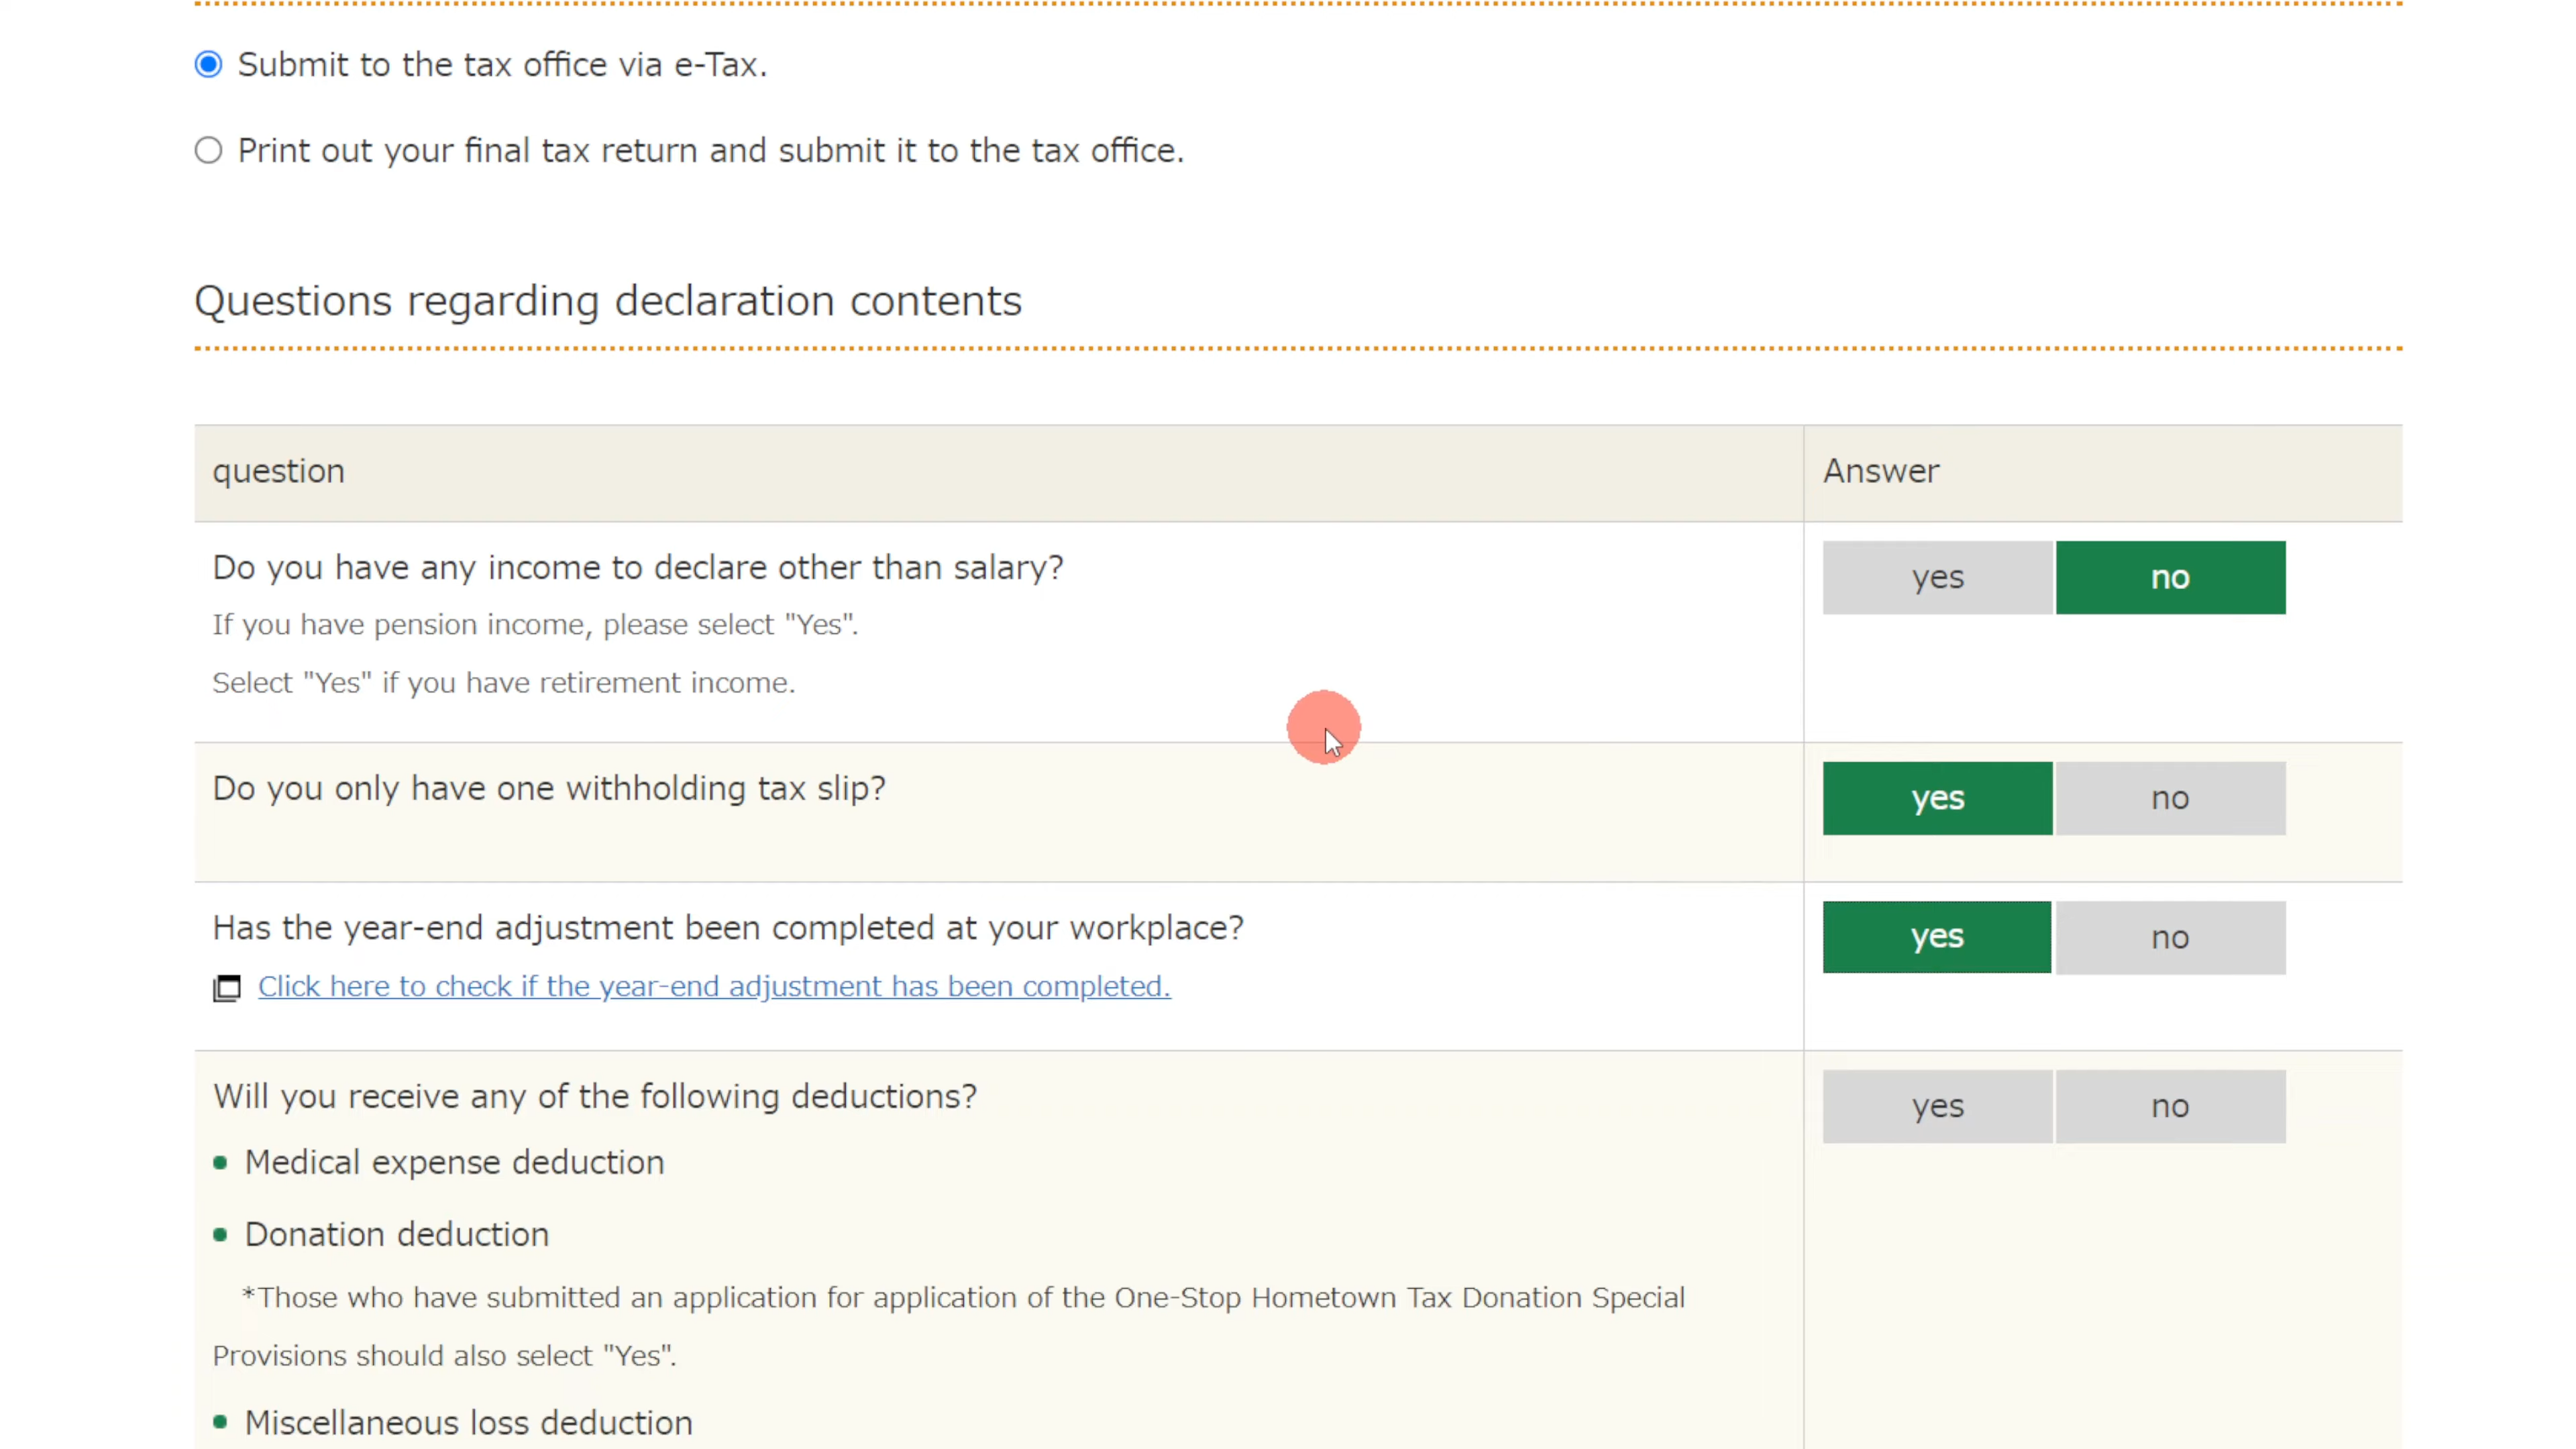 Submit to the tax office via e-Tax.
Print out your final tax return and submit it to the tax office.
Questions regarding declaration contents
question
Answer
Do you have any income to declare other than salary?
yes
no
If you have pension income, please select "Yes".
Select "Yes" if you have retirement income.
Do you only have one withholding tax slip?
yes
no
Has the year-end adjustment been completed at your workplace?
yes
no
Click here to check if the year-end adjustment has been completed.
Will you receive any of the following deductions?
yes
no
Medical expense deduction
Donation deduction
*Those who have submitted an application for application of the One-Stop Hometown Tax Donation Special
Provisions should also select "Yes".
Miscellaneous loss deduction